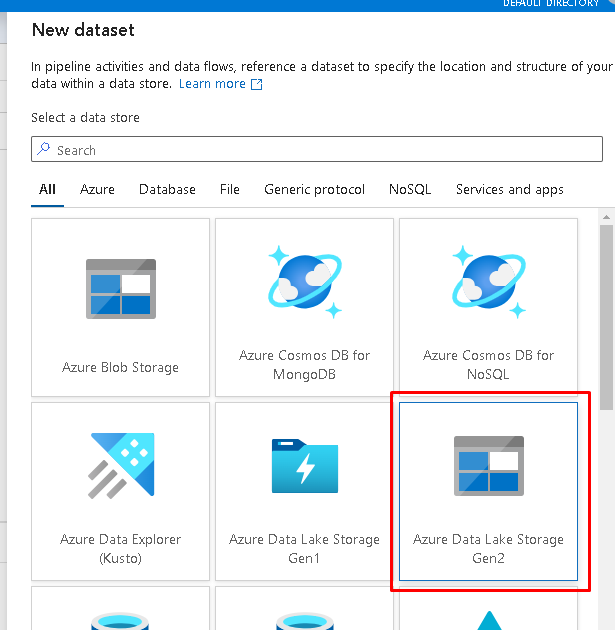 DEFAULT DIRECTORY
New dataset
In pipeline activities and data flows, reference a dataset to specify the location and structure of your
data within a data store. Learn more
Select a data store
Search
All Azure Database File Generic protocol NoSQL Services and apps
Azure Blob Storage
Azure Cosmos DB for
MongoDB
Azure Cosmos DB for
NoSQL
Azure Data Explorer
(Kusto)
Azure Data Lake Storage
Gen1
Azure Data Lake Storage
Gen2